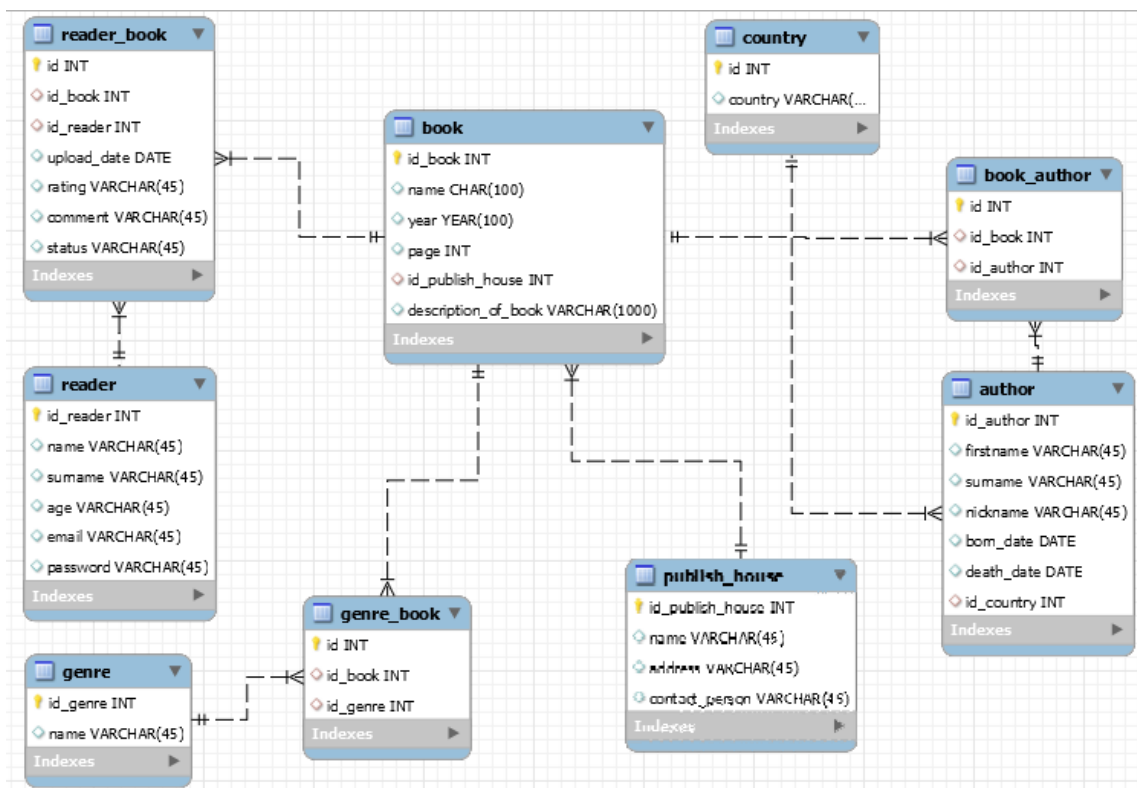 reader_book
id INT
id_book INT
id_reader INT
upload_date DATE
rating VARCHAR(45)
comment VARCHAR(45)
status VARCHAR(45)
Indexes
country
id INT
country VARCHAR(...
Indexes
book
id_book INT
name CHAR(100)
year YEAR(100)
page INT
id_publish_house INT
description_of_book VARCHAR(1000)
Indexes
book_author
id INT
id_book INT
id_author INT
Indexes
reader
id_reader INT
name VARCHAR(45)
surname VARCHAR(45)
age VARCHAR(45)
email VARCHAR(45)
password VARCHAR(45)
Indexes
author
id_author INT
firstname VARCHAR(45)
surname VARCHAR(45)
nickname VARCHAR(45)
born_date DATE
death_date DATE
id_country INT
Indexes
genre_book
id INT
id_book INT
id_genre INT
Indexes
publish_house
id_publish_house INT
name VARCHAR(45)
address VARCHAR(45)
contact_person VARCHAR(45)
Indexes
genre
id_genre INT
name VARCHAR(45)
Indexes